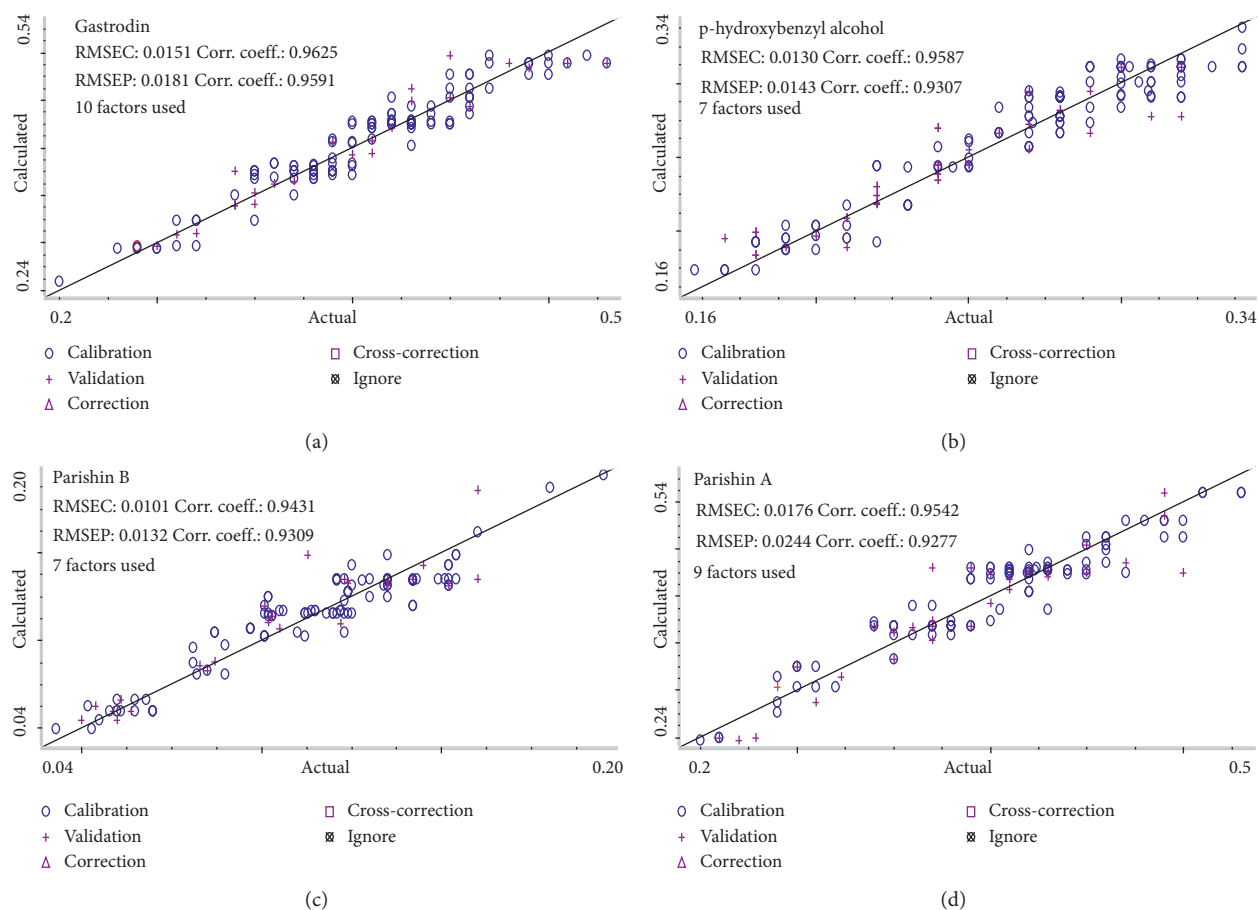 Gastrodin
RMSEC: 0.0151 Corr. coeff.: 0.9625
RMSEP: 0.0181 Corr. coeff.: 0.9591
10 factors used
0.54
Calculated
0.24
0.2
Actual
0.5
Calibration
Validation
Correction
Cross-correction
Ignore
(a)
p-hydroxybenzyl alcohol
RMSEC: 0.0130 Corr. coeff.: 0.9587
RMSEP: 0.0143 Corr. coeff.: 0.9307
7 factors used
0.34
Calculated
0.16
0.16
Actual
0.34
Calibration
Validation
Correction
Cross-correction
Ignore
(b)
Parishin B
RMSEC: 0.0101 Corr. coeff.: 0.9431
RMSEP: 0.0132 Corr. coeff.: 0.9309
7 factors used
0.20
Calculated
0.04
0.04
Actual
0.20
Calibration
Validation
Correction
Cross-correction
Ignore
(c)
Parishin A
RMSEC: 0.0176 Corr. coeff.: 0.9542
RMSEP: 0.0244 Corr. coeff.: 0.9277
9 factors used
0.54
Calculated
0.24
0.2
Actual
0.5
Calibration
Validation
Correction
Cross-correction
Ignore
(d)